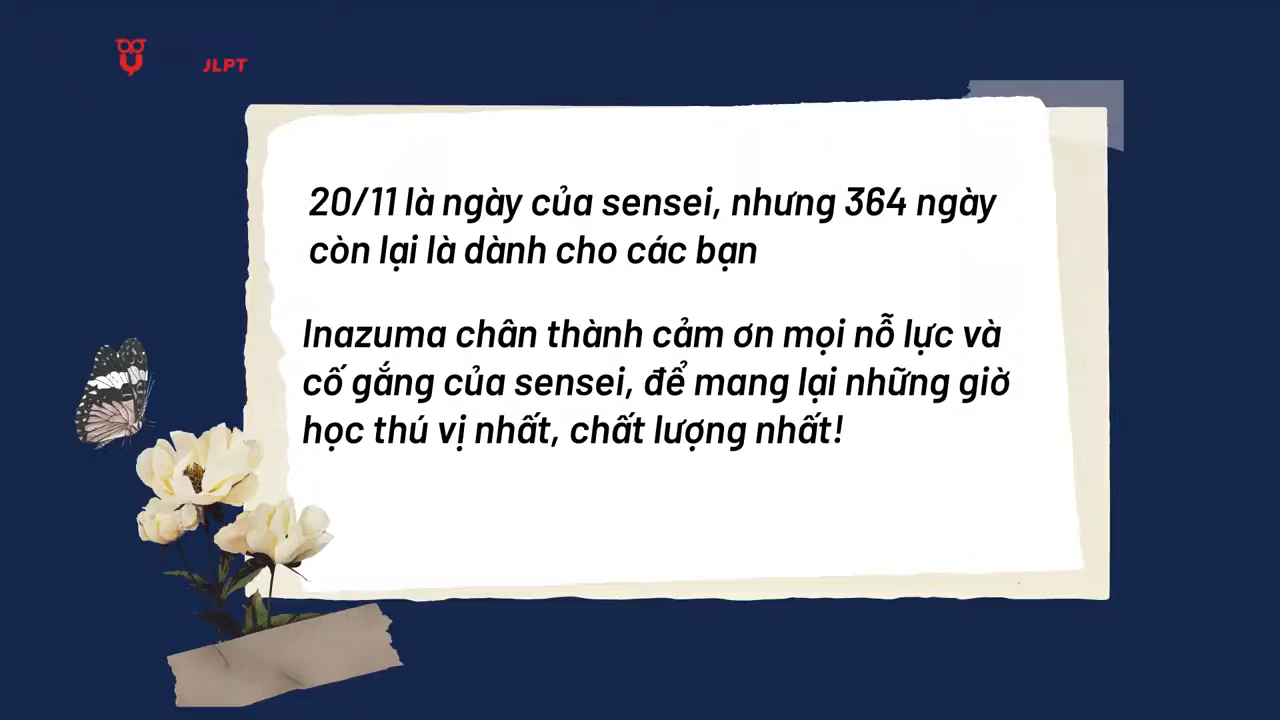 JLPT
20/11 là ngày của sensei, nhưng 364 ngày
còn lại là dành cho các bạn
Inazuma chân thành cảm ơn mọi nỗ lực và
cố gắng của sensei, để mang lại những giờ
học thú vị nhất, chất lượng nhất!